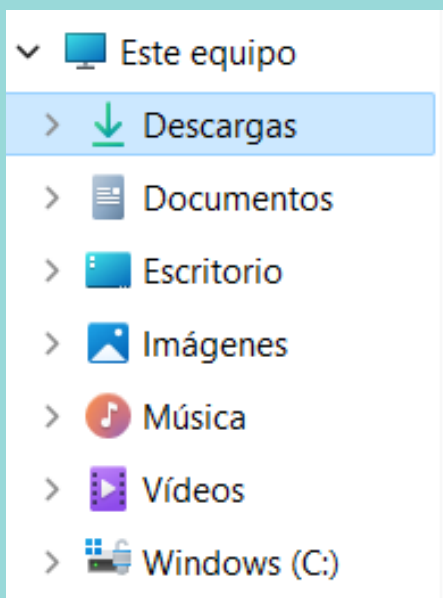 Este equipo
Descargas
Documentos
Escritorio
Imágenes
Música
Vídeos
Windows (C:)